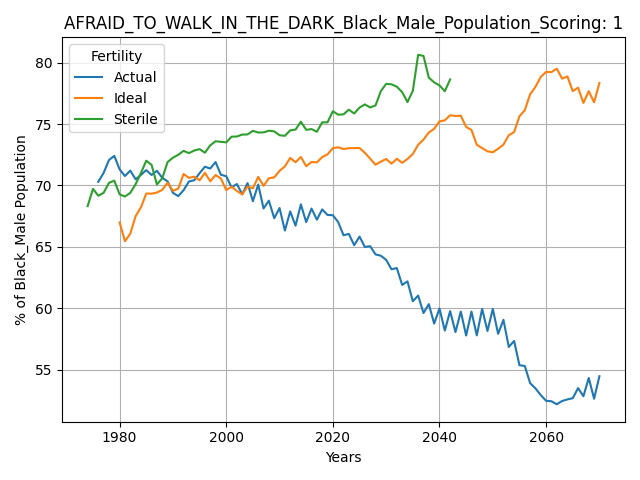 AFRAID_TO_WALK_IN_THE_DARK_Black_Male_Population_Scoring: 1
Fertility
Actual
Ideal
Sterile
% of Black_Male Population
80
75
70
65
60
55
1980
2000
2020
2040
2060
Years